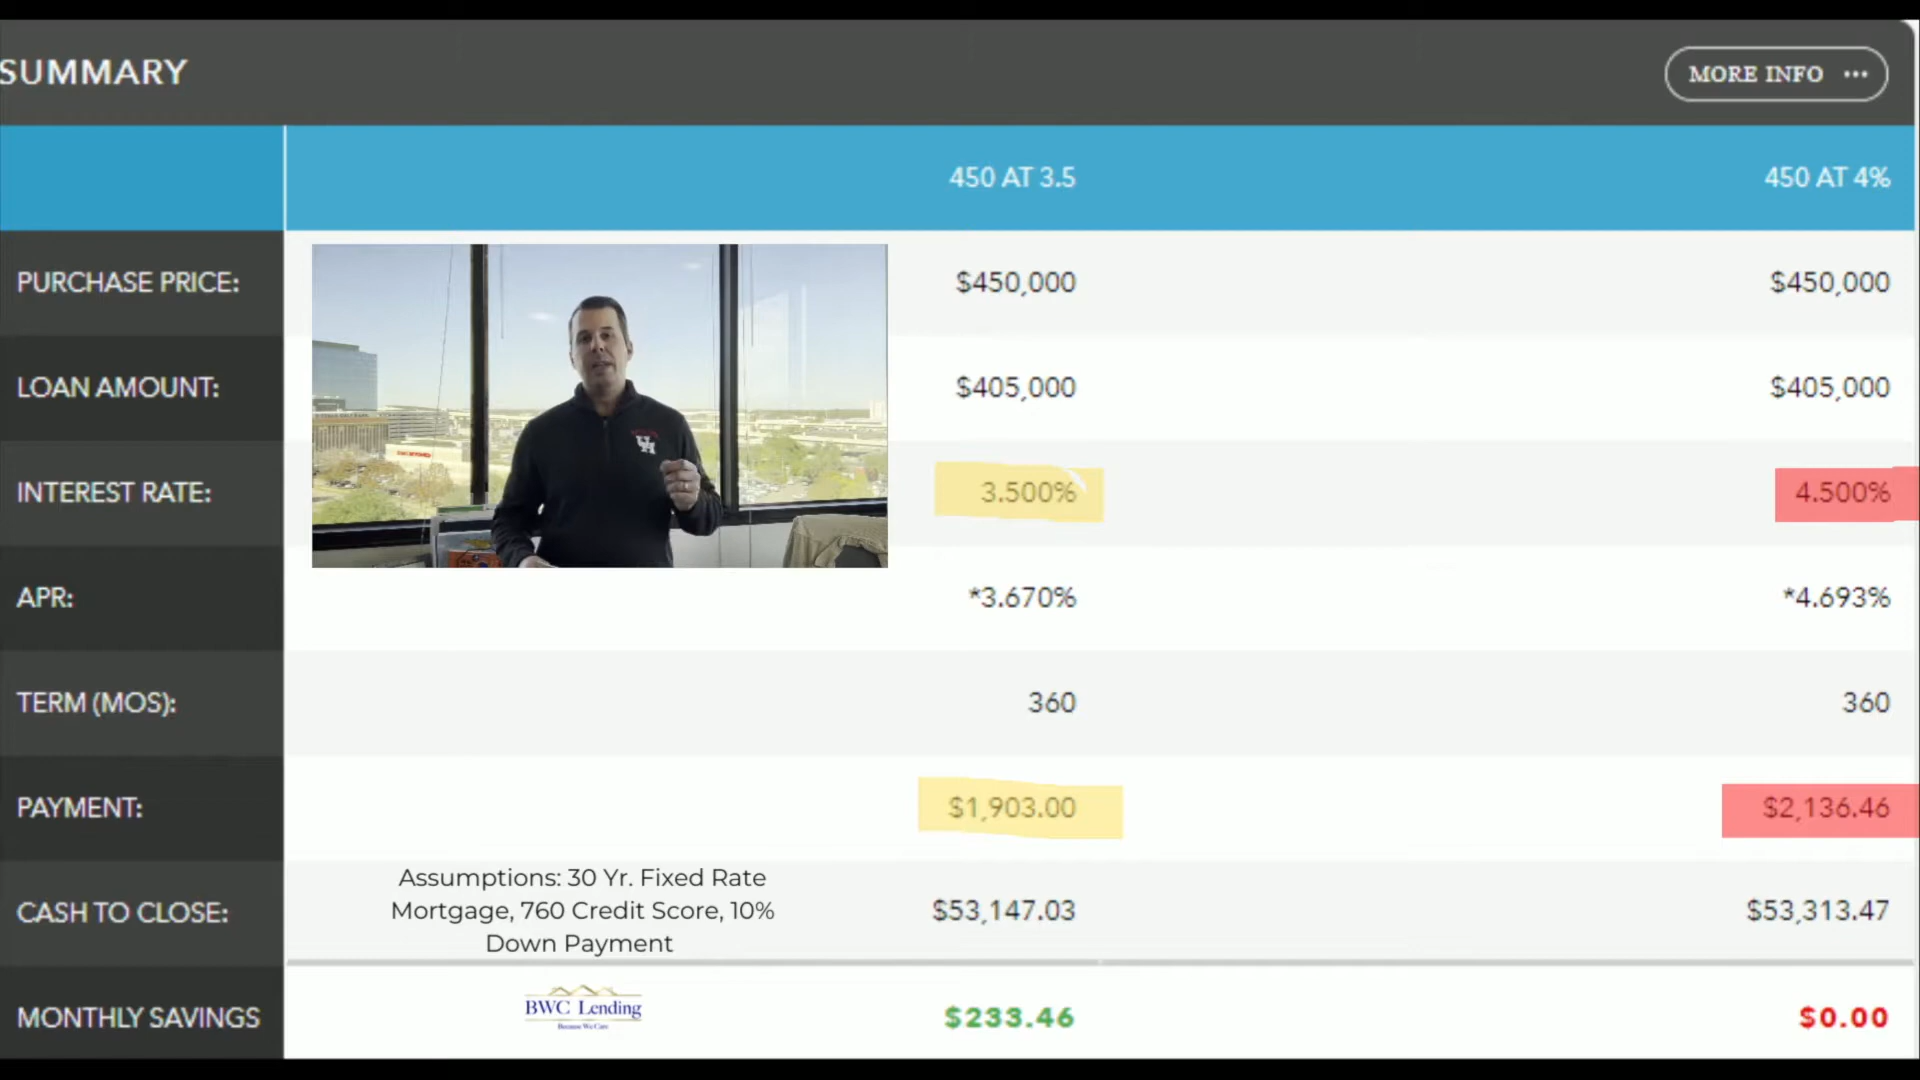 SUMMARY
MORE INFO ...
450 AT 3.5
450 AT 4%
PURCHASE PRICE:
$450,000
$450,000
LOAN AMOUNT:
$405,000
$405,000
INTEREST RATE:
3.500%
4.500%
APR:
*3.670%
*4.693%
TERM (MOS):
360
360
PAYMENT:
$1,903.00
$2,136.46
Assumptions: 30 Yr. Fixed Rate
Mortgage, 760 Credit Score, 10%
Down Payment
CASH TO CLOSE:
$53,147.03
$53,313.47
MONTHLY SAVINGS
BWC Lending
Because We Care
$233.46
$0.00